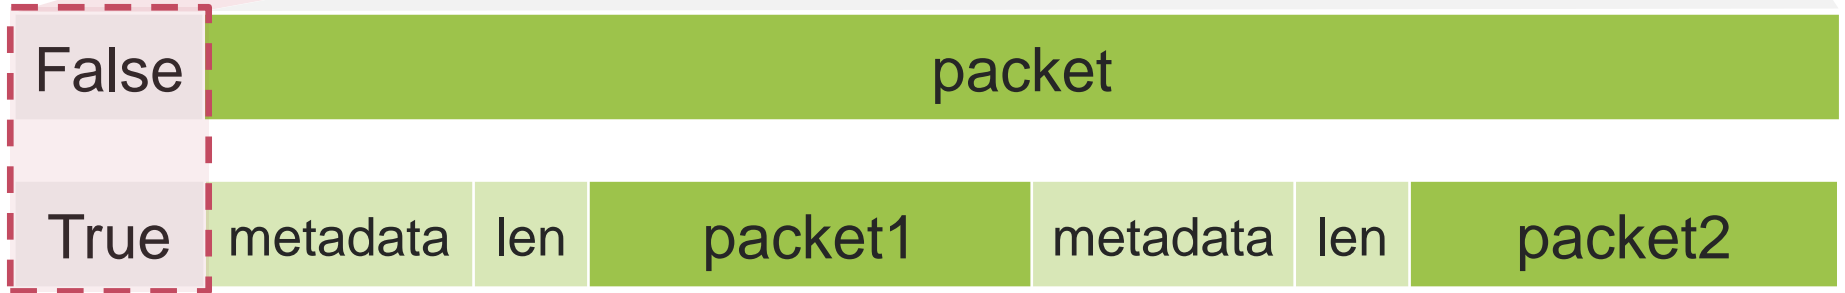 False packet
True metadata len packet1 metadata len packet2